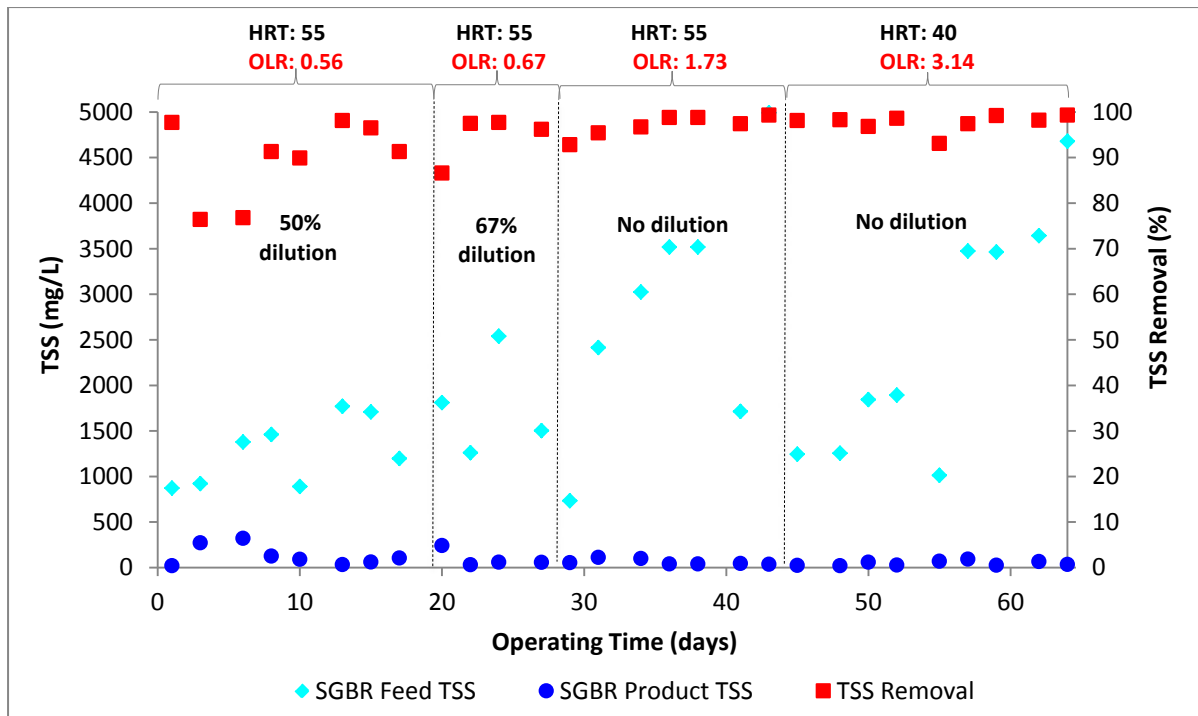 HRT: 55 HRT: 55 HRT: 55 HRT: 40
OLR: 0.56 OLR: 0.67 OLR: 1.73 OLR: 3.14
5000 100
4500 90
4000 80
3500 70
3000 60
2500 50
2000 40
1500 30
1000 20
500 10
0 0
TSS (mg/L)
50%
dilution
67%
dilution
No dilution
No dilution
TSS Removal (%)
0 10 20 30 40 50 60
Operating Time (days)
SGBR Feed TSS SGBR Product TSS TSS Removal